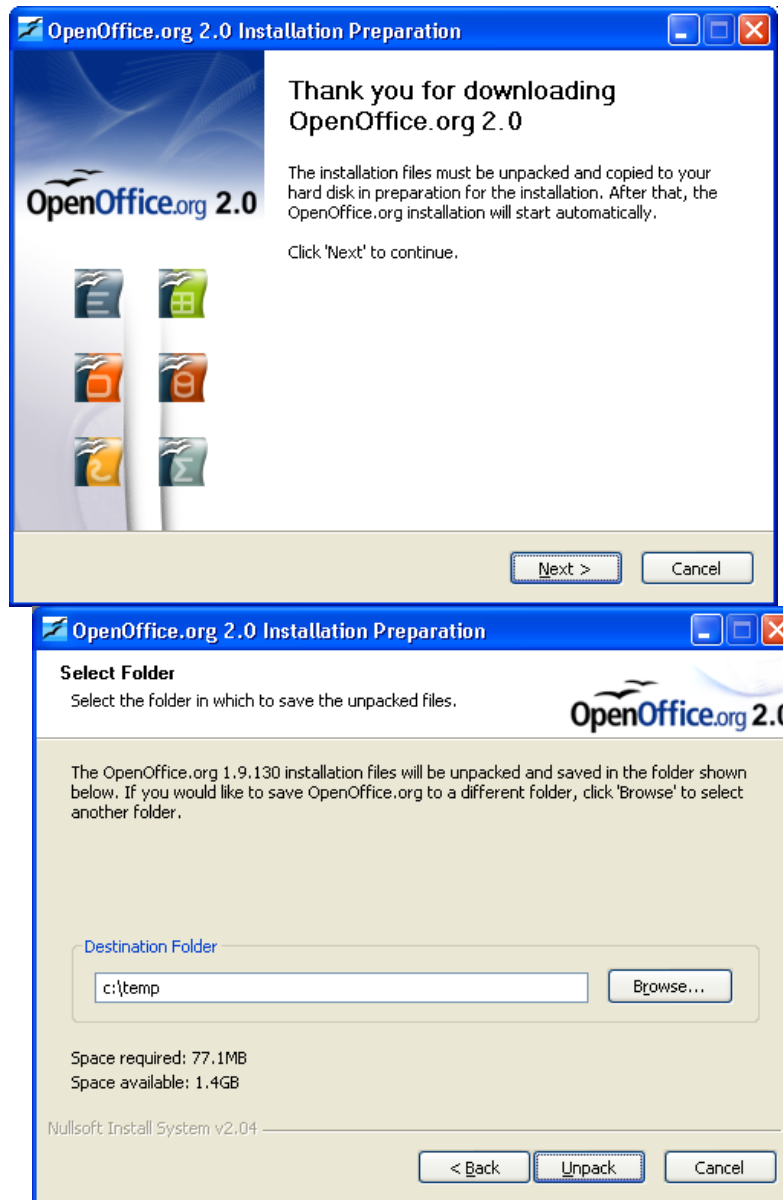 OpenOffice.org 2.0 Installation Preparation
Thank you for downloading
OpenOffice.org 2.0
The installation files must be unpacked and copied to your
hard disk in preparation for the installation. After that, the
OpenOffice.org installation will start automatically.
Click 'Next' to continue.
OpenOffice.org 2.0
Next >
Cancel
OpenOffice.org 2.0 Installation Preparation
Select Folder
Select the folder in which to save the unpacked files.
OpenOffice.org 2.0
The OpenOffice.org 1.9.130 installation files will be unpacked and saved in the folder shown
below. If you would like to save OpenOffice.org to a different folder, click 'Browse' to select
another folder.
Destination Folder
c:\temp
Browse...
Space required: 77.1MB
Space available: 1.4GB
Nullsoft Install System v2.04
< Back
Unpack
Cancel